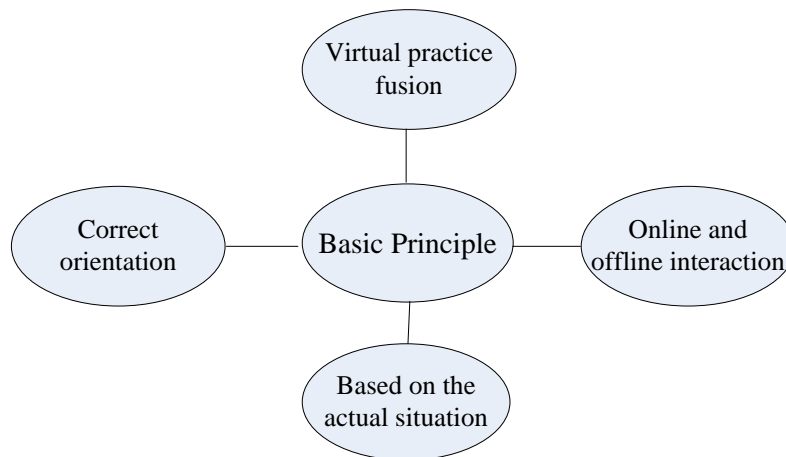 Virtual practice
fusion
Correct
orientation
Basic Principle
Online and
offline interaction
Based on the
actual situation